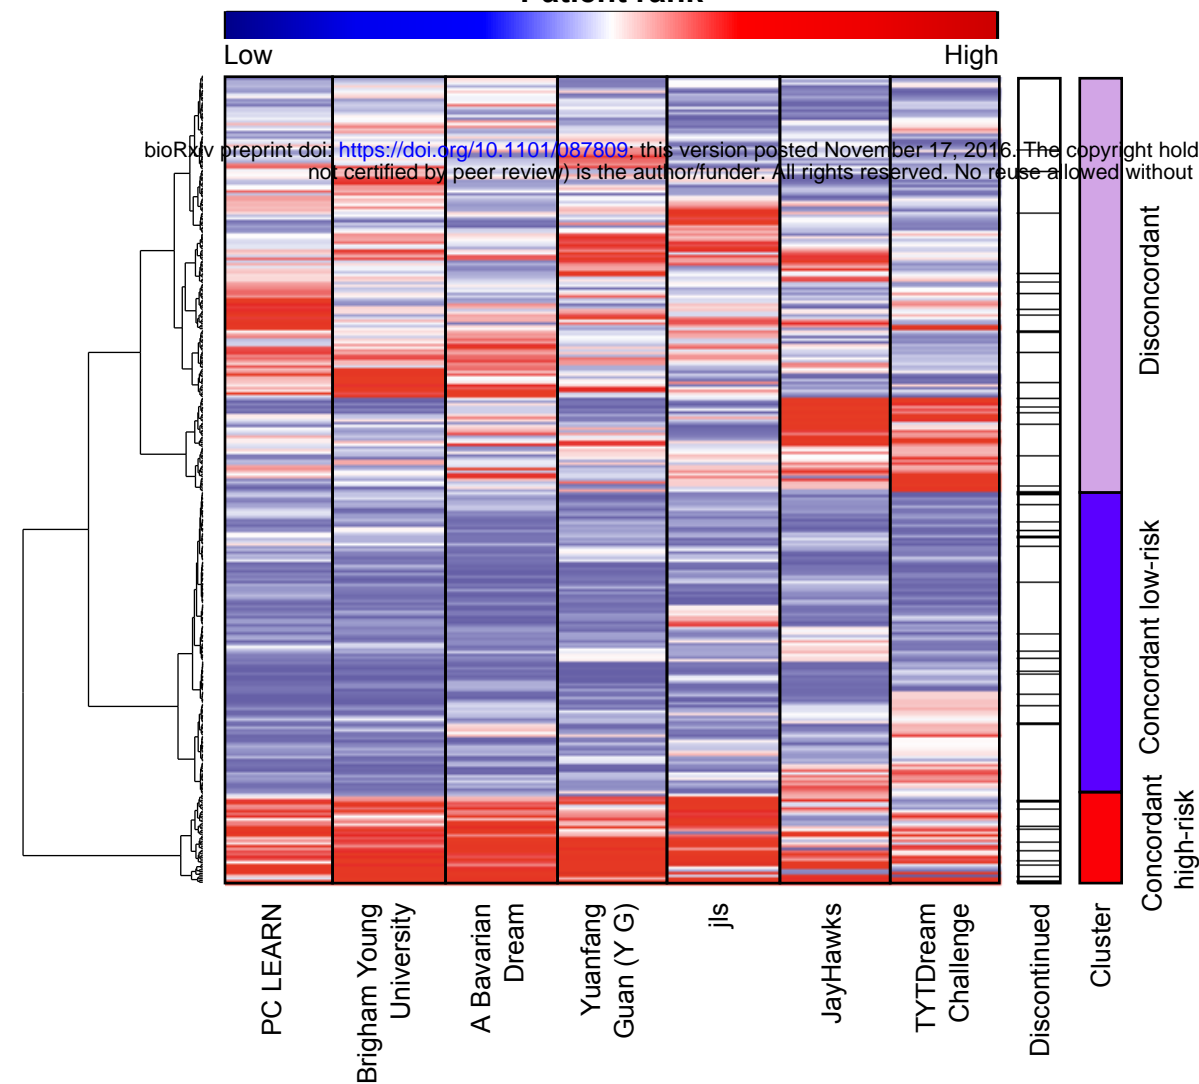 Patient rank
Low
High
bioRxiv preprint doi: https://doi.org/10.1101/087809; this version posted November 17, 2016. The copyright hold
not certified by peer review) is the author/funder. All rights reserved. No reuse allowed without
Disconcordant
Concordant low-risk
Concordant
high-risk
PC LEARN
Brigham Young
University
A Bavarian
Dream
Yuanfang
Guan (Y G)
jls
JayHawks
TYTDream
Challenge
Discontinued
Cluster